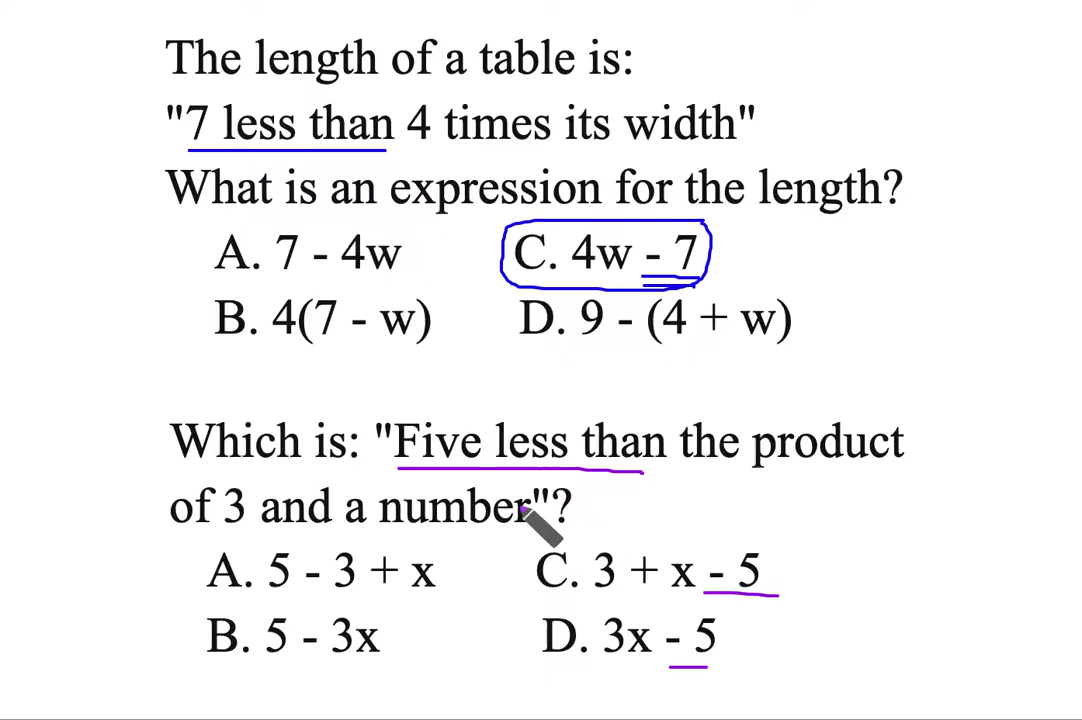 The length of a table is:
"7 less than 4 times its width"
What is an expression for the length?
A. 7 - 4w C. 4w - 7
B. 4(7 - w) D. 9 - (4 + w)
Which is: "Five less than the product
of 3 and a number"?
A. 5 - 3 + x C. 3 + x - 5
B. 5 - 3x D. 3x - 5